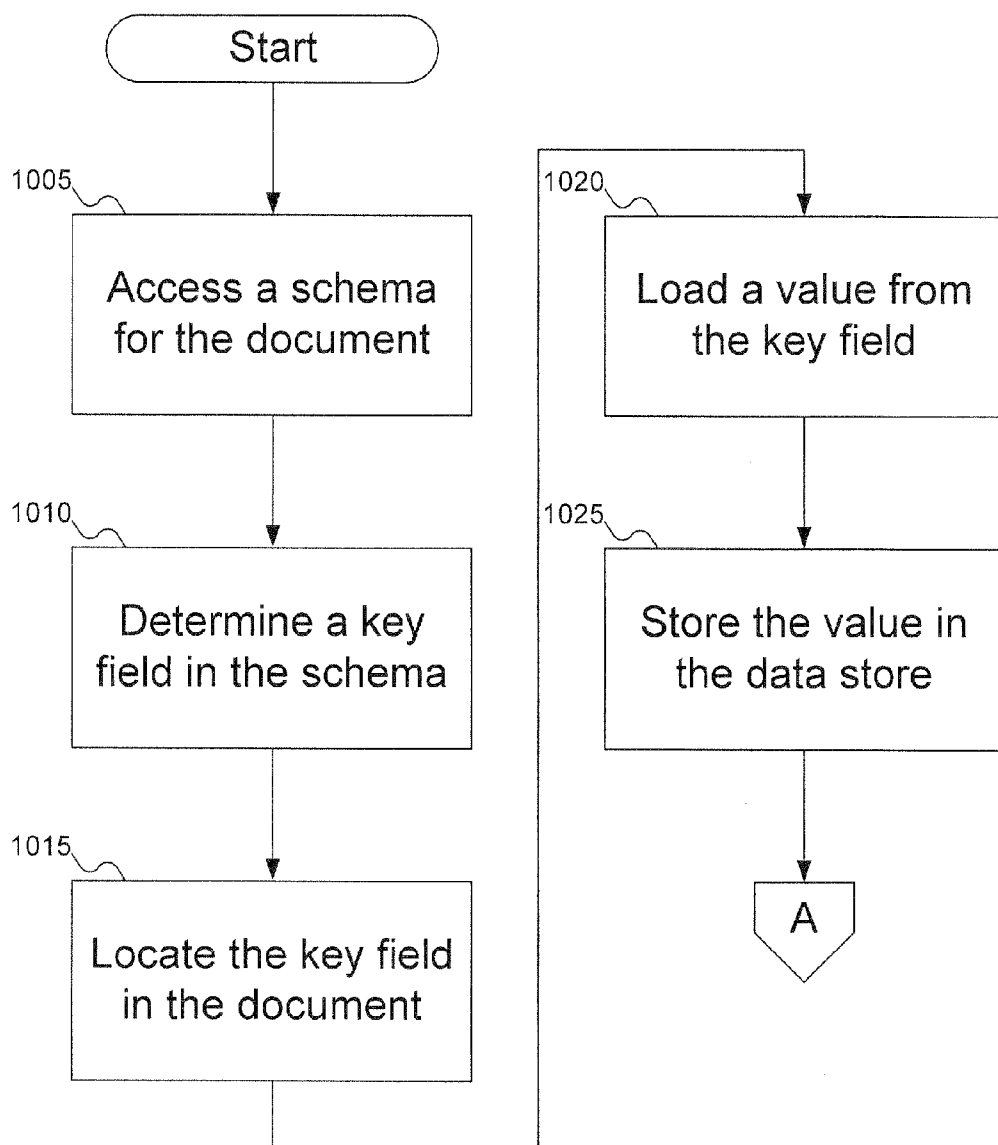 Start
1005
Access a schema
for the document
1010
Determine a key
field in the schema
1015
Locate the key field
in the document
1020
Load a value from
the key field
1025
Store the value in
the data store
A